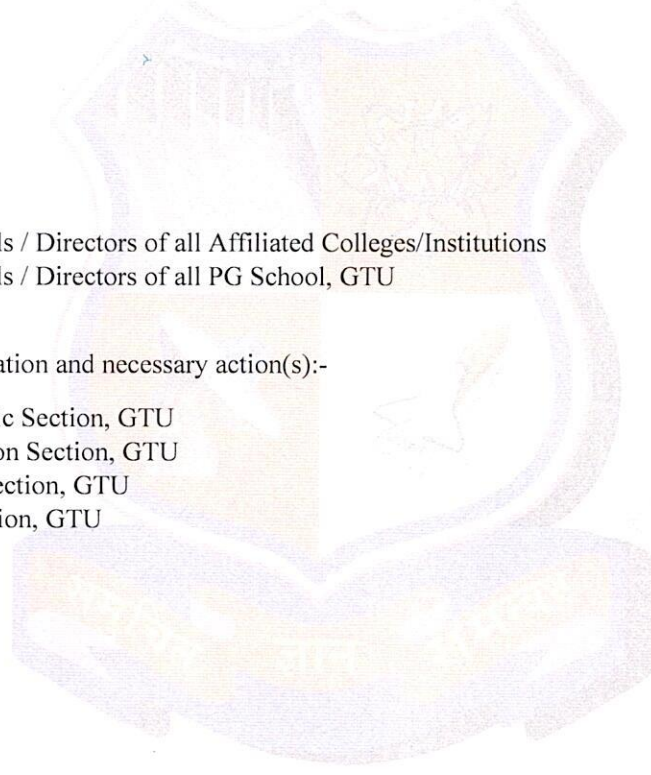 ls / Directors of all Affiliated Colleges/Institutions
ls / Directors of all PG School, GTU
ation and necessary action(s):-
c Section, GTU
on Section, GTU
ection, GTU
ion, GTU